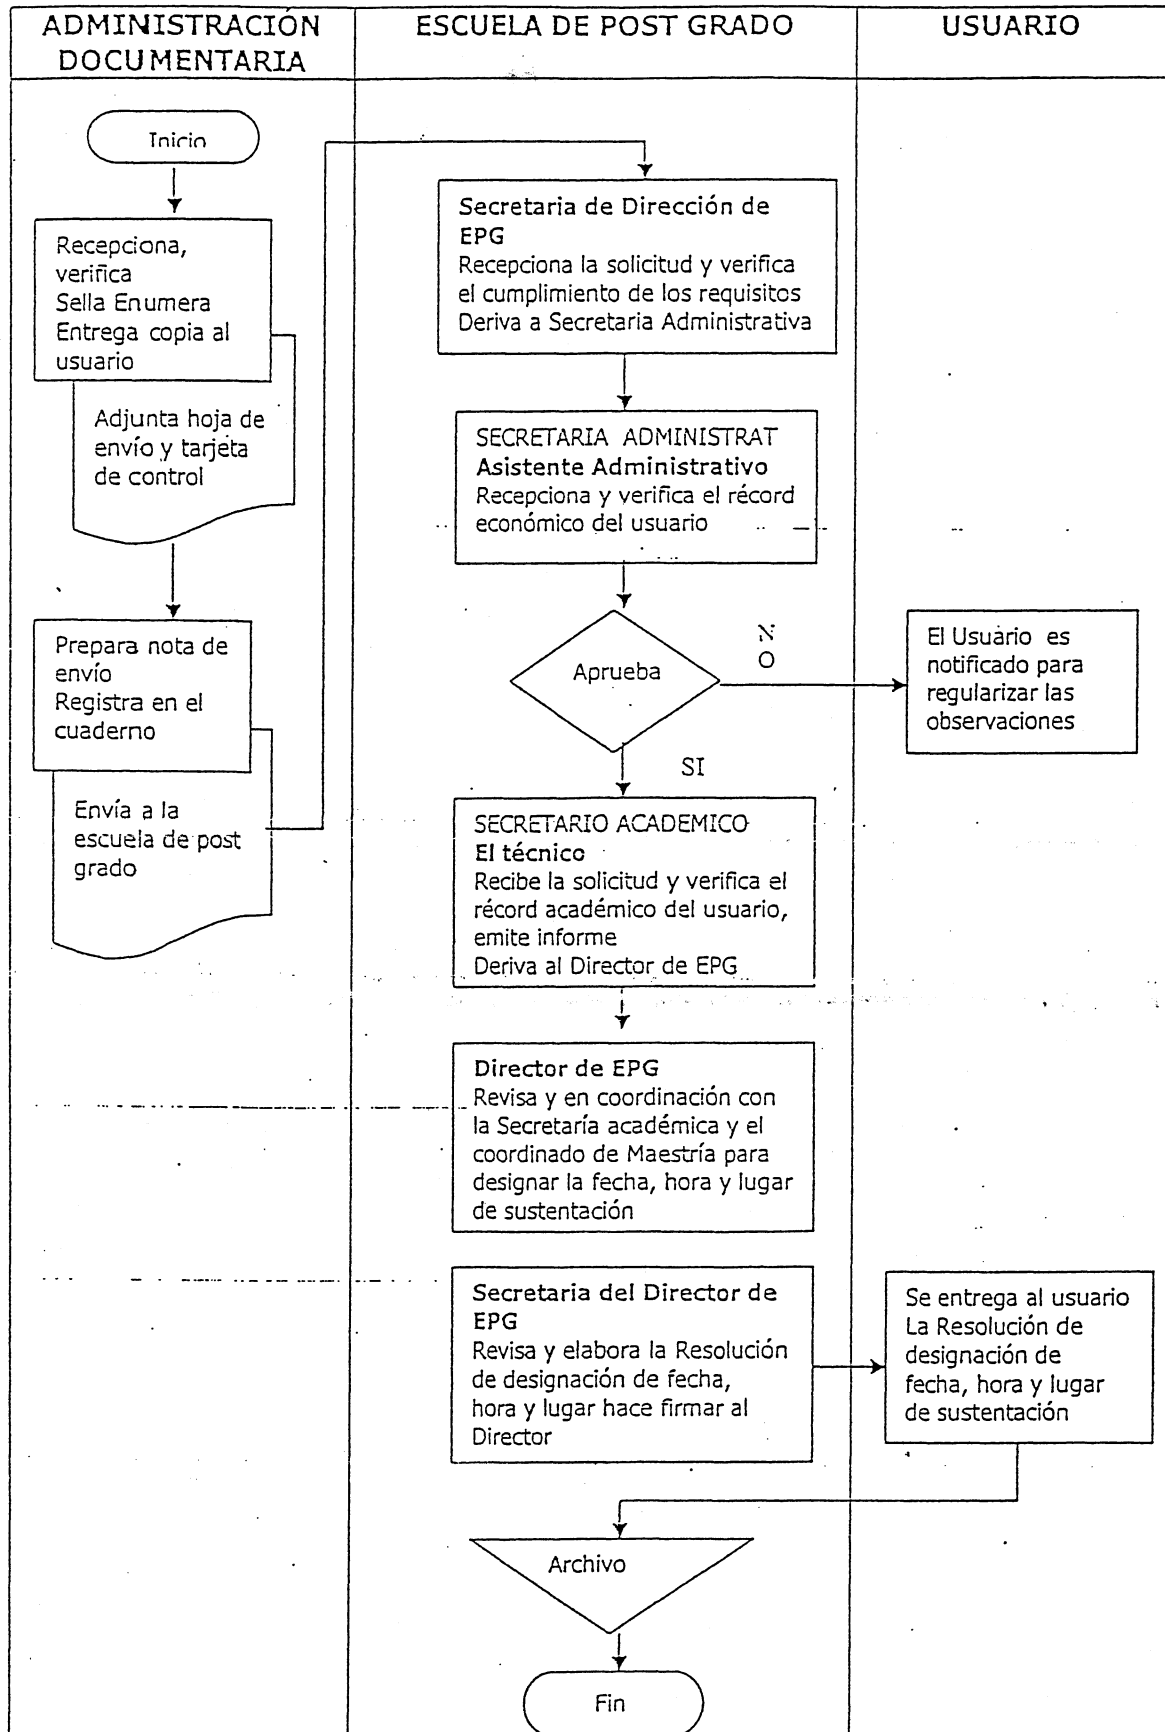 ADMINISTRACIÓN
DOCUMENTARIA
ESCUELA DE POST GRADO
USUARIO
Inicio
Recepciona,
verifica
Sella Enumera
Entrega copia al
usuario
Adjunta hoja de
envío y tarjeta
de control
Prepara nota de
envío
Registra en el
cuaderno
Envía a la
escuela de post
grado
Secretaria de Dirección de
EPG
Recepciona la solicitud y verifica
el cumplimiento de los requisitos
Deriva a Secretaria Administrativa
SECRETARIA ADMINISTRAT
Asistente Administrativo
Recepciona y verifica el récord
económico del usuario
Aprueba
NO
El Usuario es
notificado para
regularizar las
observaciones
SI
SECRETARIO ACADEMICO
El técnico
Recibe la solicitud y verifica el
récord académico del usuario,
emite informe
Deriva al Director de EPG
Director de EPG
Revisa y en coordinación con
la Secretaría académica y el
coordinado de Maestría para
designar la fecha, hora y lugar
de sustentación
Secretaria del Director de
EPG
Revisa y elabora la Resolución
de designación de fecha,
hora y lugar hace firmar al
Director
Se entrega al usuario
La Resolución de
designación de
fecha, hora y lugar
de sustentación
Archivo
Fin